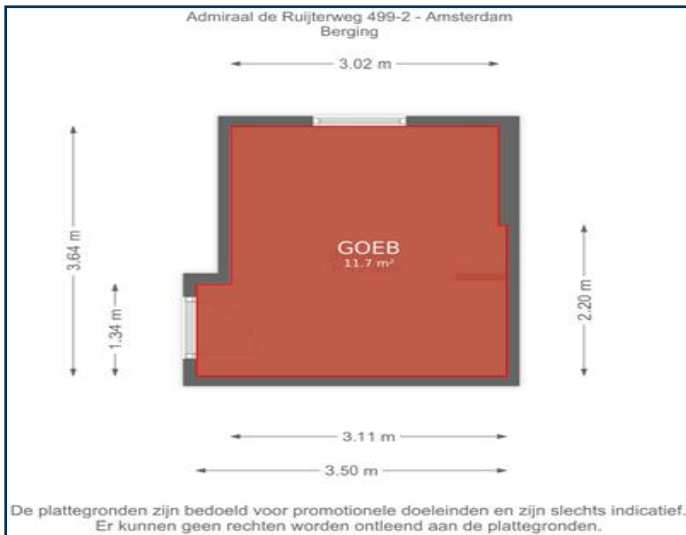 Admiraal de Ruijterweg 499-2 - Amsterdam
Berging
3.02 m
3.64 m
GOEB
11.7 m²
1.34 m
2.20 m
3.11 m
3.50 m
De plattegronden zijn bedoeld voor promotionele doeleinden en zijn slechts indicatief.
Er kunnen geen rechten worden ontleend aan de plattegronden.